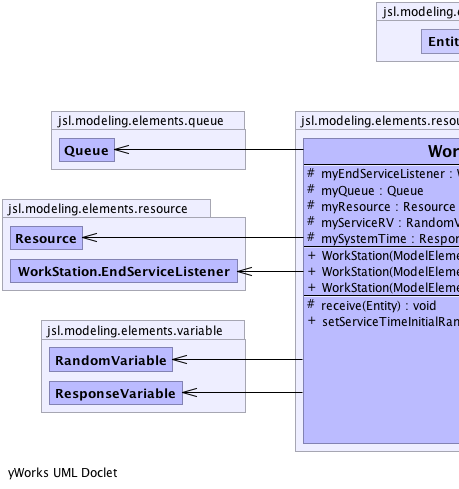 jsl.modeling.
Entit
jsl.modeling.elements.queue
Queue
jsl.modeling.elements.resource
Resource
WorkStation.EndServiceListener
jsl.modeling.elements.variable
RandomVariable
ResponseVariable
jsl.modeling.elements.resou
Wor
# myEndServiceListener :
# myQueue : Queue
# myResource : Resource
# myServiceRV : RandomV
# mySystemTime : Respon
+ WorkStation(ModelEleme
+ WorkStation(ModelEleme
+ WorkStation(ModelEleme
# receive(Entity) : void
+ setServiceTimeInitialRan
yWorks UML Doclet